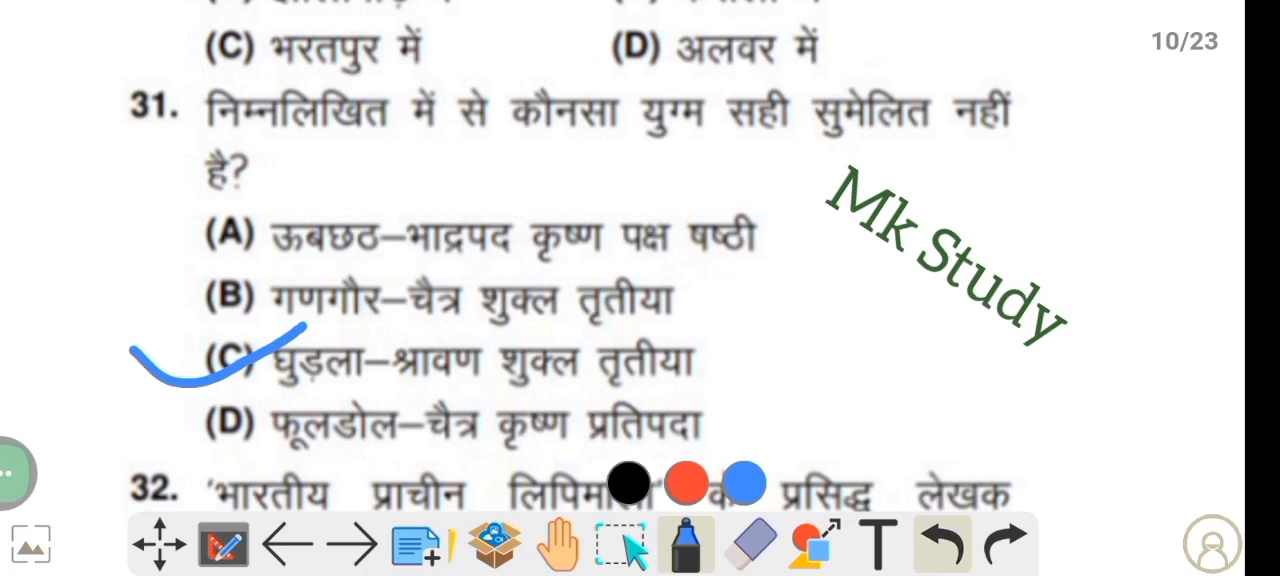 (C) भरतपुर में (D) अलवर में
10/23
31. निम्नलिखित में से कौनसा युग्म सही सुमेलित नहीं
है?
(A) ऊबछठ–भाद्रपद कृष्ण पक्ष षष्ठी
(B) गणगौर–चैत्र शुक्ल तृतीया
(C) घुड़ला–श्रावण शुक्ल तृतीया
(D) फूलडोल–चैत्र कृष्ण प्रतिपदा
Mk Study
32. 'भारतीय प्राचीन प्रसिद्ध लेखक